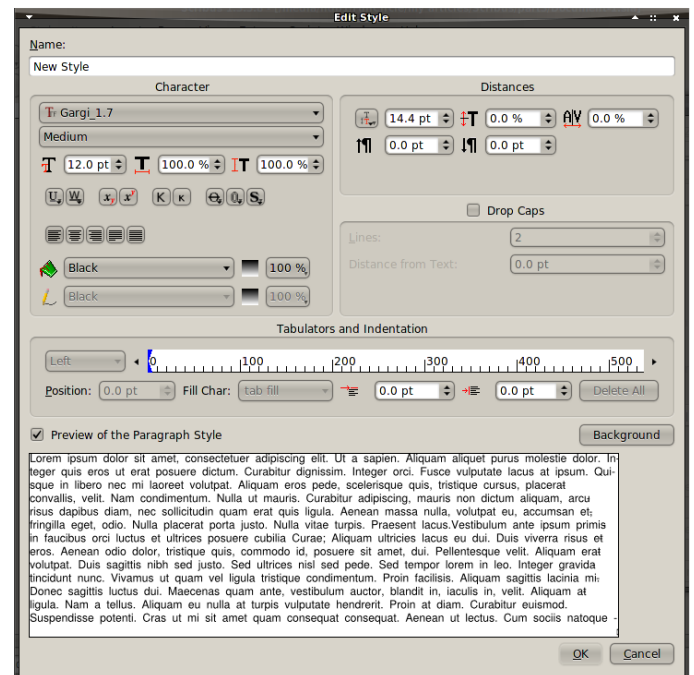 Edit Style
Name:
New Style
Character
Distances
Gargi_1.7
14.4 pt
0.0 %
0.0 %
Medium
0.0 pt
0.0 pt
12.0 pt
100.0 %
100.0 %
Drop Caps
Lines:
2
Distance from Text:
0.0 pt
Black
100 %
Black
100 %
Tabulators and Indentation
Left
0 100 200 300 400 500
Position: 0.0 pt Fill Char: tab fill 0.0 pt 0.0 pt Delete All
Preview of the Paragraph Style
Background
Lorem ipsum dolor sit amet, consectetuer adipiscing elit. Ut a sapien. Aliquam aliquet purus molestie dolor. In-
teger quis eros ut erat posuere dictum. Curabitur dignissim. Integer orci. Fusce vulputate lacus at ipsum. Qui-
sque in libero nec mi laoreet volutpat. Aliquam eros pede, scelerisque quis, tristique cursus, placerat
convallis, velit. Nam condimentum. Nulla ut mauris. Curabitur adipiscing, mauris non dictum aliquam, arcu
risus dapibus diam, nec sollicitudin quam erat quis ligula. Aenean massa nulla, volutpat eu, accumsan et,
fringilla eget, odio. Nulla placerat porta justo. Nulla vitae turpis. Praesent lacus.Vestibulum ante ipsum primis
in faucibus orci luctus et ultrices posuere cubilia Curae; Aliquam ultricies lacus eu dui. Duis viverra risus et
eros. Aenean odio dolor, tristique quis, commodo id, posuere sit amet, dui. Pellentesque velit. Aliquam erat
volutpat. Duis sagittis nibh sed justo. Sed ultrices nisl sed pede. Sed tempor lorem in leo. Integer gravida
tincidunt nunc. Vivamus ut quam vel ligula tristique condimentum. Proin facilisis. Aliquam sagittis lacinia mi.
Donec sagittis luctus dui. Maecenas quam ante, vestibulum auctor, blandit in, iaculis in, velit. Aliquam at
ligula. Nam a tellus. Aliquam eu nulla at turpis vulputate hendrerit. Proin at diam. Curabitur euismod.
Suspendisse potenti. Cras ut mi sit amet quam consequat consequat. Aenean ut lectus. Cum sociis natoque -
OK Cancel